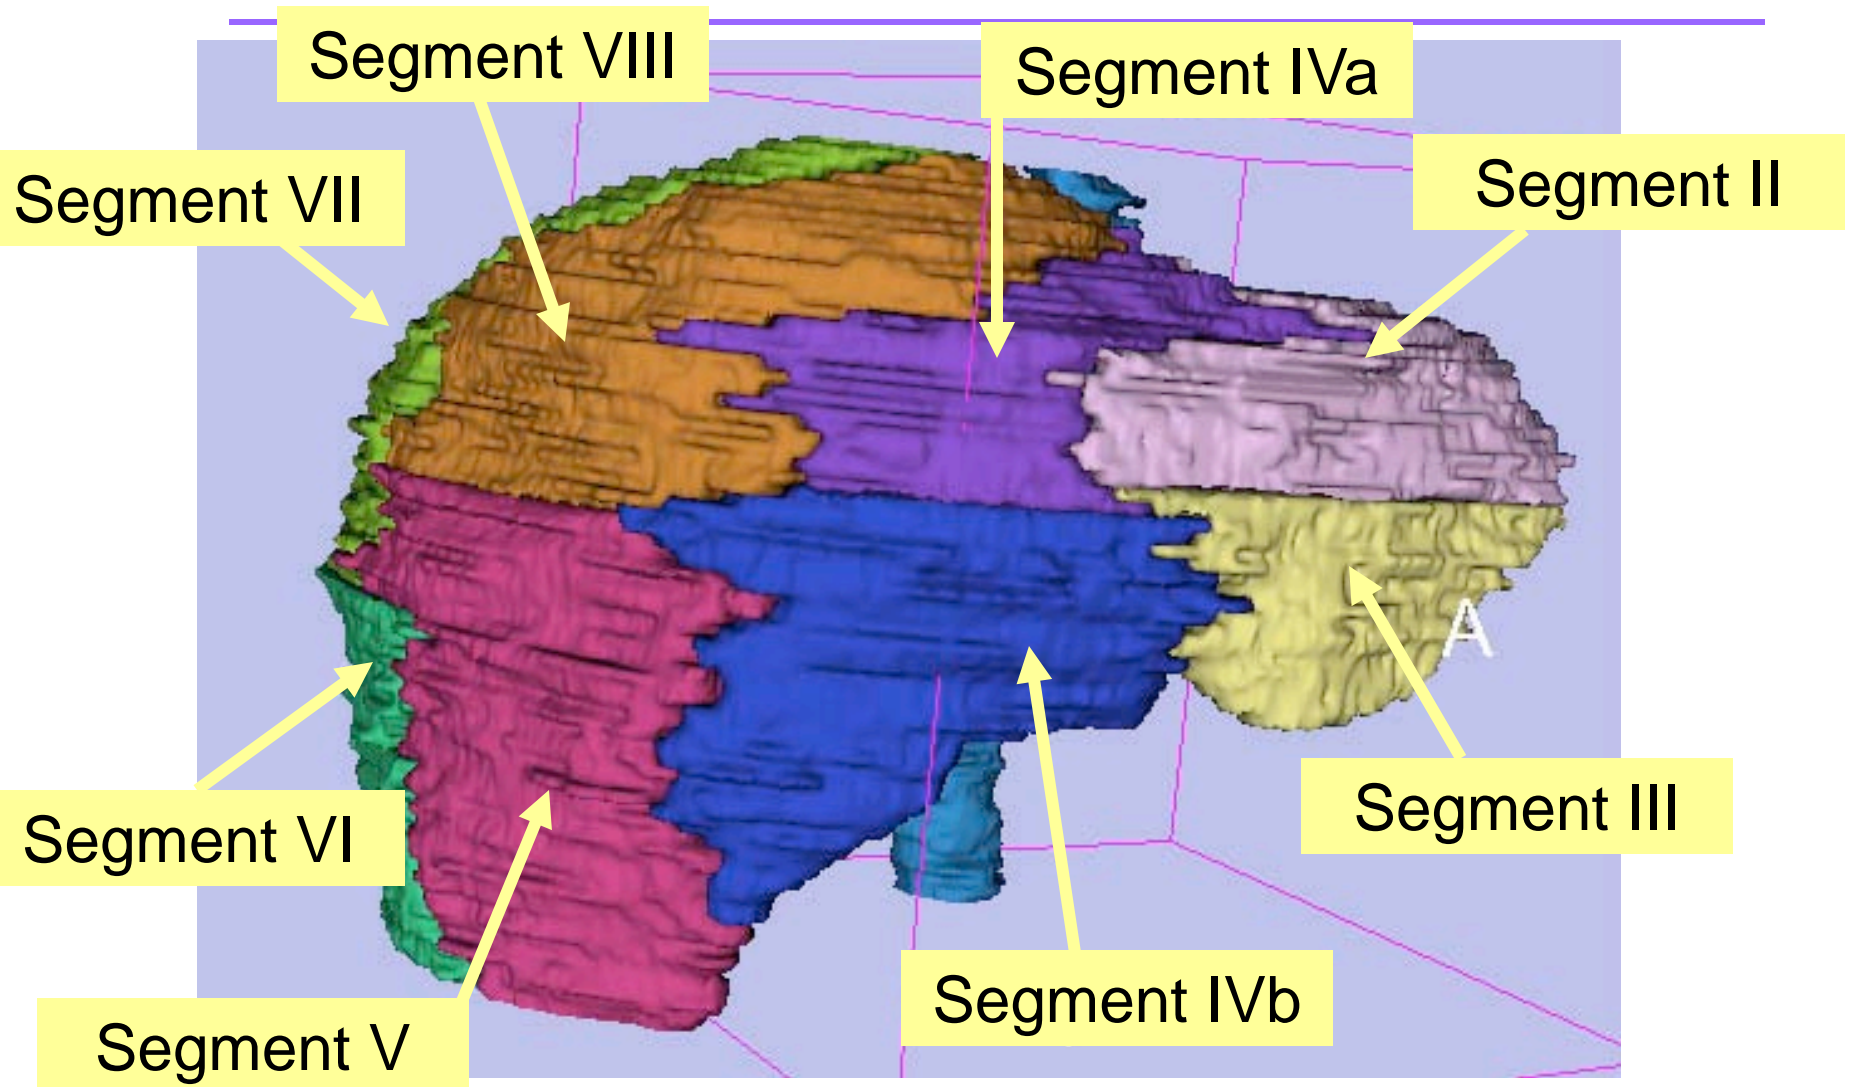 Segment VIII
Segment IVa
Segment II
Segment VII
A
Segment III
Segment VI
Segment IVb
Segment V